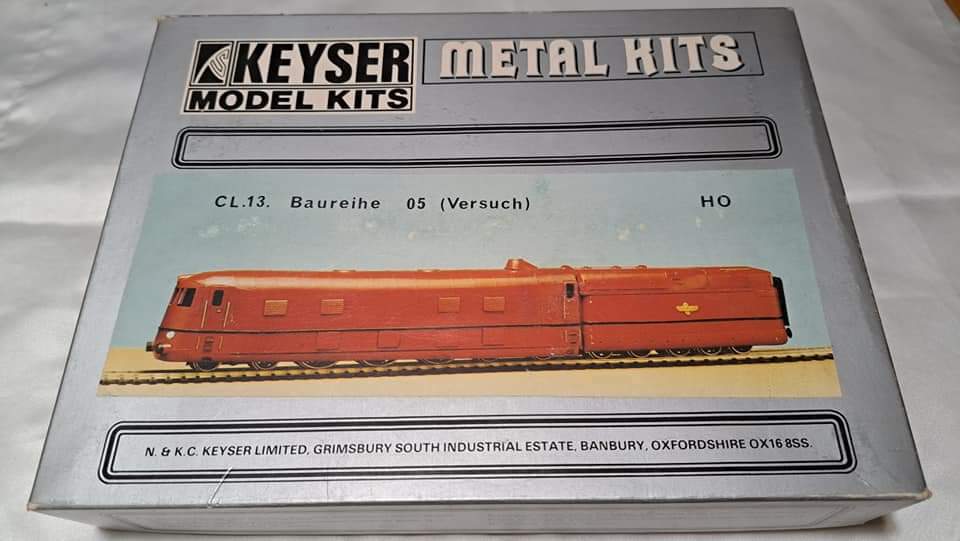 KEYSER
MODEL KITS
METAL KITS
CL.13. Baureihe 05 (Versuch) HO
N. & K.C. KEYSER LIMITED, GRIMSBURY SOUTH INDUSTRIAL ESTATE, BANBURY, OXFORDSHIRE OX16 8SS.